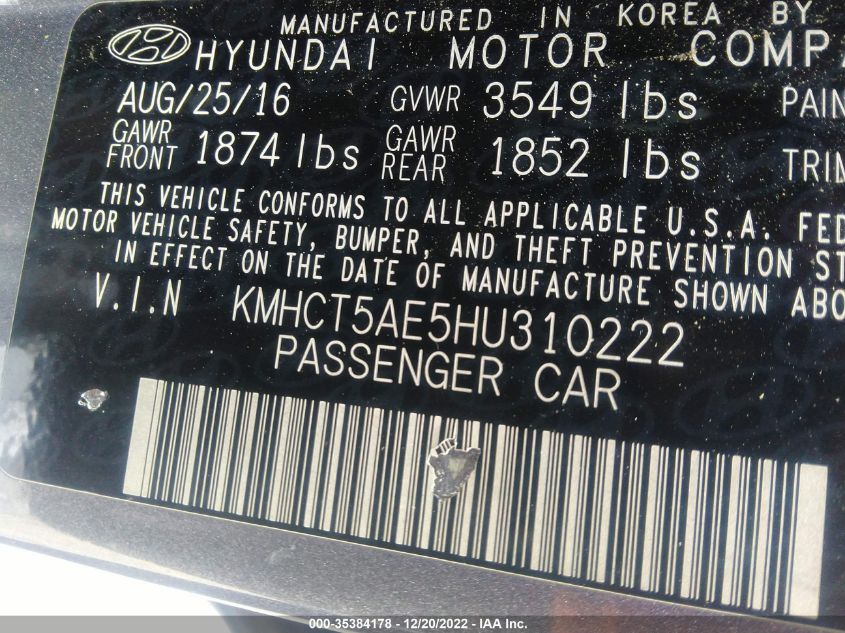 MANUFACTURED IN KOREA BY
HYUNDAI MOTOR COMPA
AUG/25/16 GVWR 3549 lbs PAIN
GAWR FRONT 1874 lbs GAWR REAR 1852 lbs TRIM
THIS VEHICLE CONFORMS TO ALL APPLICABLE U.S.A. FED
MOTOR VEHICLE SAFETY, BUMPER, AND THEFT PREVENTION ST
IN EFFECT ON THE DATE OF MANUFACTURE SHOWN ABO
V.I.N KMHCT5AE5HU310222
PASSENGER CAR
000-35384178 - 12/20/2022 - IAA Inc.